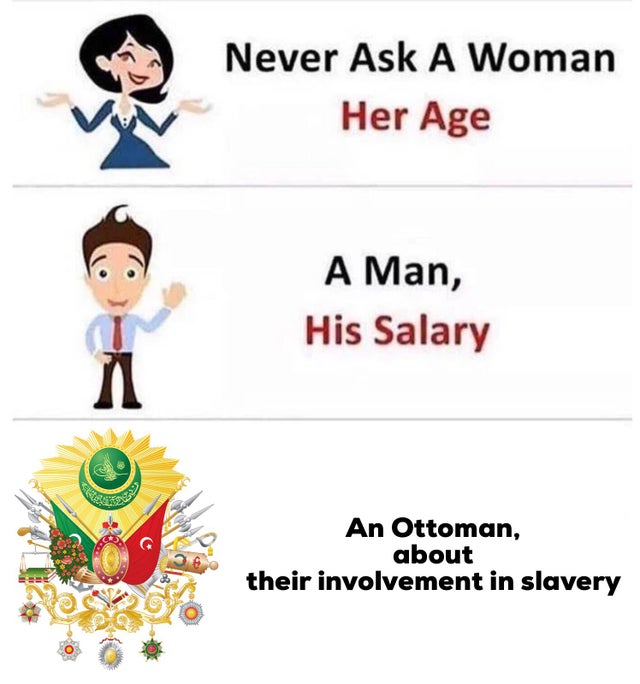 Never Ask A Woman
Her Age
A Man,
His Salary
An Ottoman,
about
their involvement in slavery